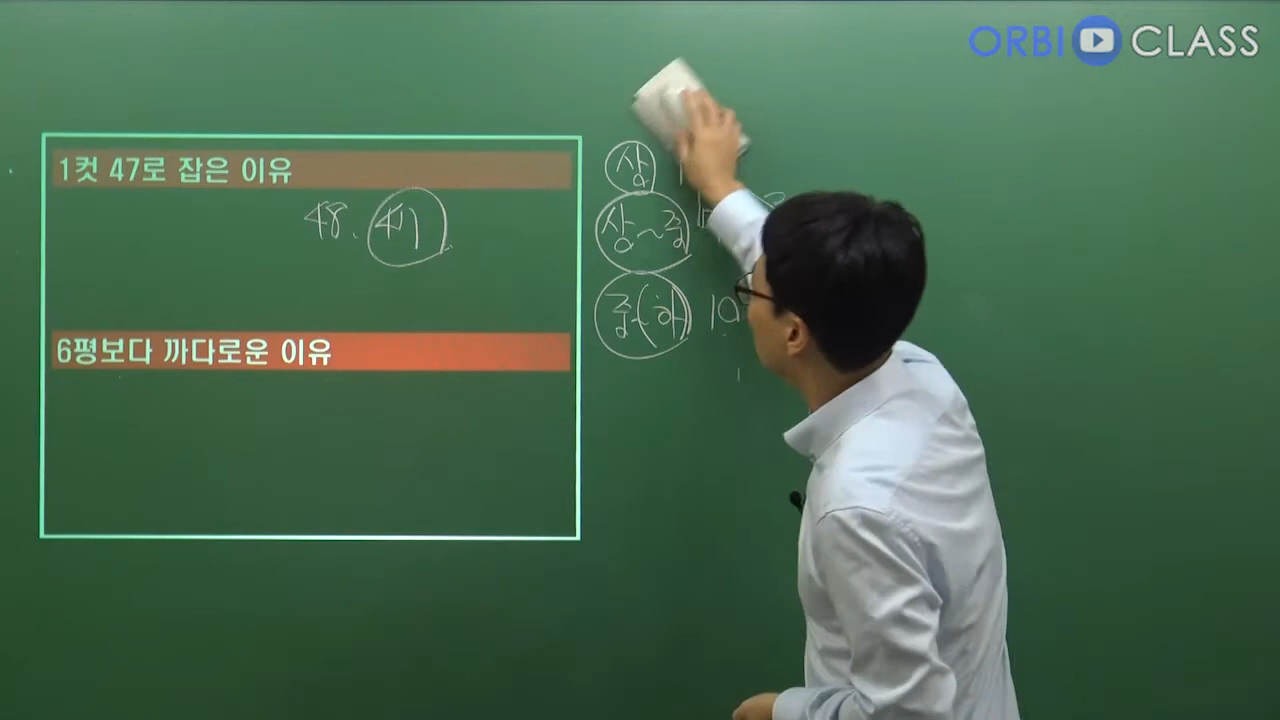 ORBI CLASS
1컷 47로 잡은 이유
48. 47
6평보다 까다로운 이유
상
상~중
중(하) 10